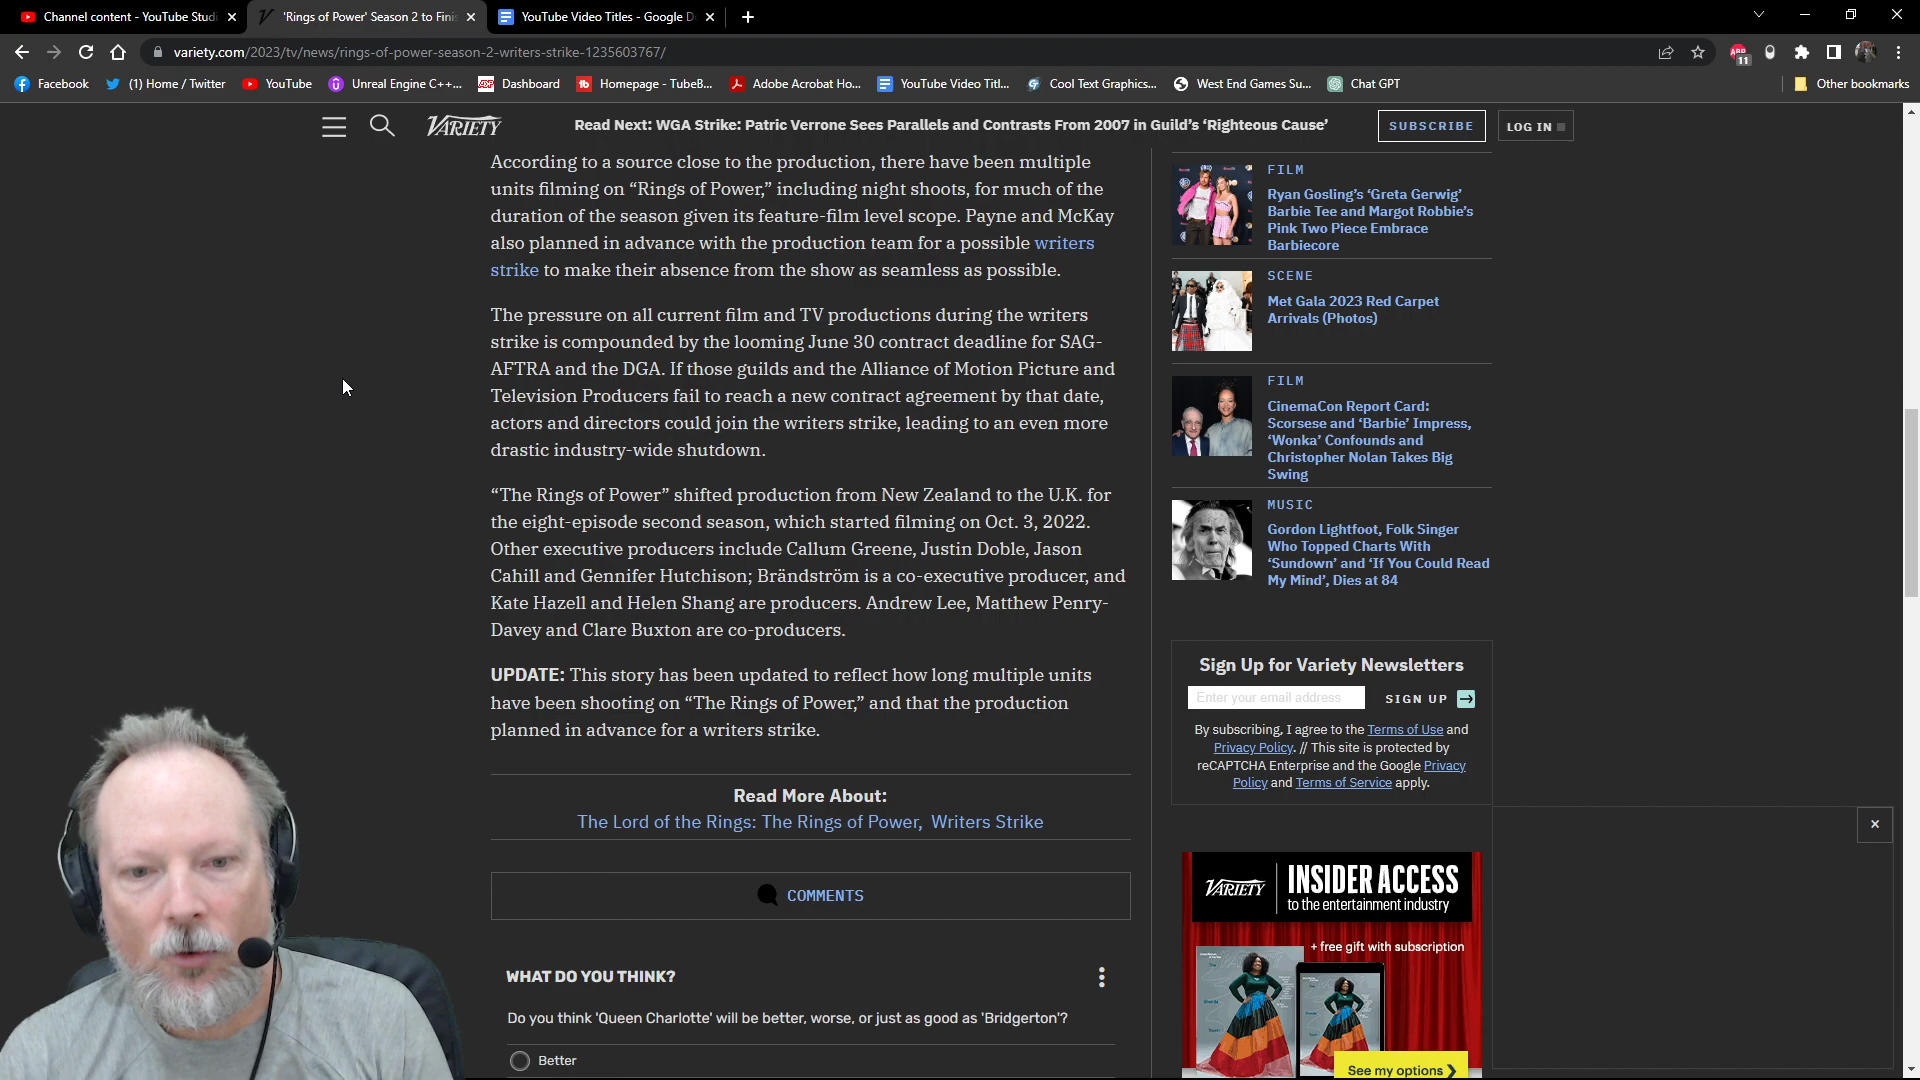 Channel content - YouTube Studi
'Rings of Power' Season 2 to Finis
YouTube Video Titles - Google D
variety.com/2023/tv/news/rings-of-power-season-2-writers-strike-1235603767/
ABP
11
Facebook
(1) Home / Twitter
YouTube
Unreal Engine C++...
Dashboard
Homepage - TubeB...
Adobe Acrobat Ho...
YouTube Video Titl...
Cool Text Graphics...
West End Games Su...
Chat GPT
Other bookmarks
VARIETY
Read Next: WGA Strike: Patric Verrone Sees Parallels and Contrasts From 2007 in Guild's ‘Righteous Cause’
SUBSCRIBE
LOG IN
According to a source close to the production, there have been multiple
units filming on “Rings of Power,” including night shoots, for much of the
duration of the season given its feature-film level scope. Payne and McKay
also planned in advance with the production team for a possible writers
strike to make their absence from the show as seamless as possible.
The pressure on all current film and TV productions during the writers
strike is compounded by the looming June 30 contract deadline for SAG-
AFTRA and the DGA. If those guilds and the Alliance of Motion Picture and
Television Producers fail to reach a new contract agreement by that date,
actors and directors could join the writers strike, leading to an even more
drastic industry-wide shutdown.
“The Rings of Power” shifted production from New Zealand to the U.K. for
the eight-episode second season, which started filming on Oct. 3, 2022.
Other executive producers include Callum Greene, Justin Doble, Jason
Cahill and Gennifer Hutchison; Brändström is a co-executive producer, and
Kate Hazell and Helen Shang are producers. Andrew Lee, Matthew Penry-
Davey and Clare Buxton are co-producers.
UPDATE: This story has been updated to reflect how long multiple units
have been shooting on “The Rings of Power,” and that the production
planned in advance for a writers strike.
Read More About:
The Lord of the Rings: The Rings of Power, Writers Strike
COMMENTS
WHAT DO YOU THINK?
Do you think 'Queen Charlotte' will be better, worse, or just as good as 'Bridgerton'?
Better
FILM
Ryan Gosling’s ‘Greta Gerwig’
Barbie Tee and Margot Robbie’s
Pink Two Piece Embrace
Barbiecore
SCENE
Met Gala 2023 Red Carpet
Arrivals (Photos)
FILM
CinemaCon Report Card:
Scorsese and ‘Barbie’ Impress,
‘Wonka’ Confounds and
Christopher Nolan Takes Big
Swing
MUSIC
Gordon Lightfoot, Folk Singer
Who Topped Charts With
‘Sundown’ and ‘If You Could Read
My Mind’, Dies at 84
Sign Up for Variety Newsletters
Enter your email address
SIGN UP
By subscribing, I agree to the Terms of Use and
Privacy Policy. // This site is protected by
reCAPTCHA Enterprise and the Google Privacy
Policy and Terms of Service apply.
VARIETY
INSIDER ACCESS
to the entertainment industry
+ free gift with subscription
See my options